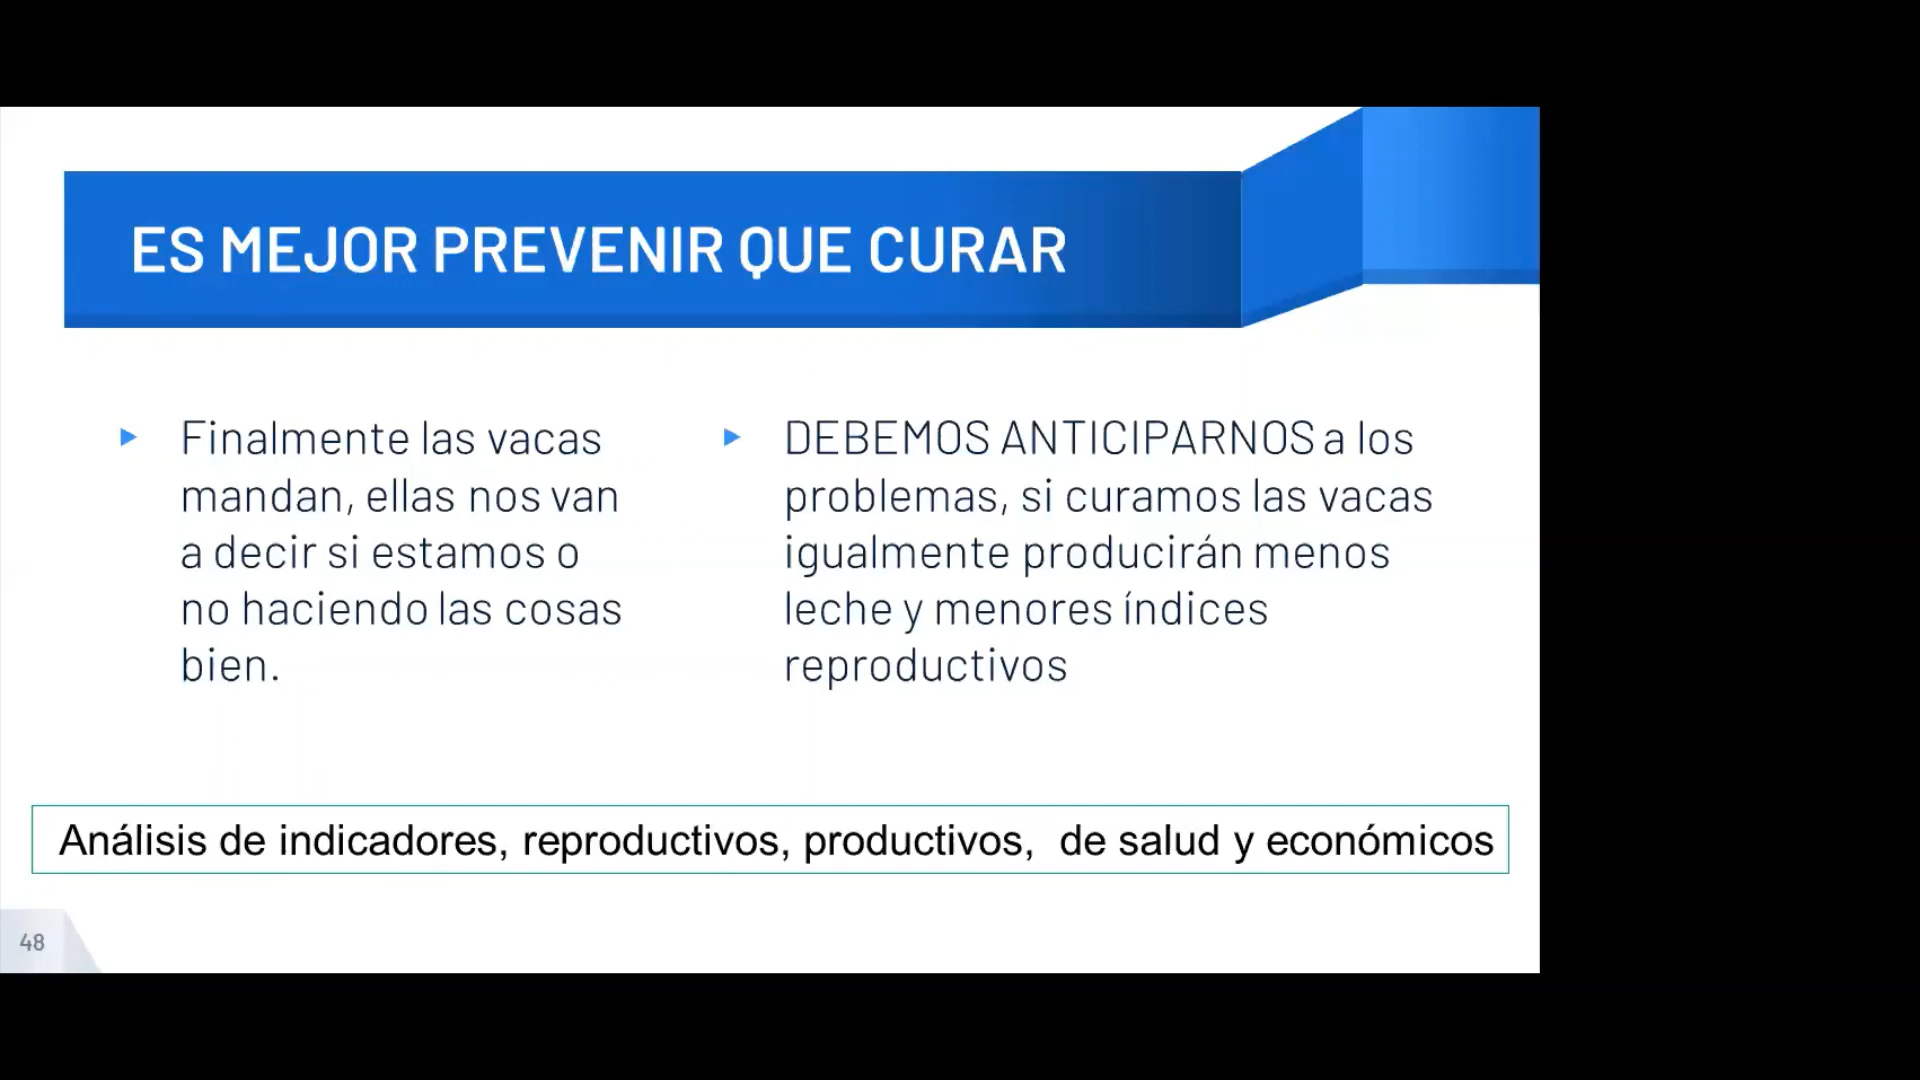 ES MEJOR PREVENIR QUE CURAR
Finalmente las vacas
mandan, ellas nos van
a decir si estamos o
no haciendo las cosas
bien.
DEBEMOS ANTICIPARNOS a los
problemas, si curamos las vacas
igualmente producirán menos
leche y menores índices
reproductivos
Análisis de indicadores, reproductivos, productivos,  de salud y económicos
48